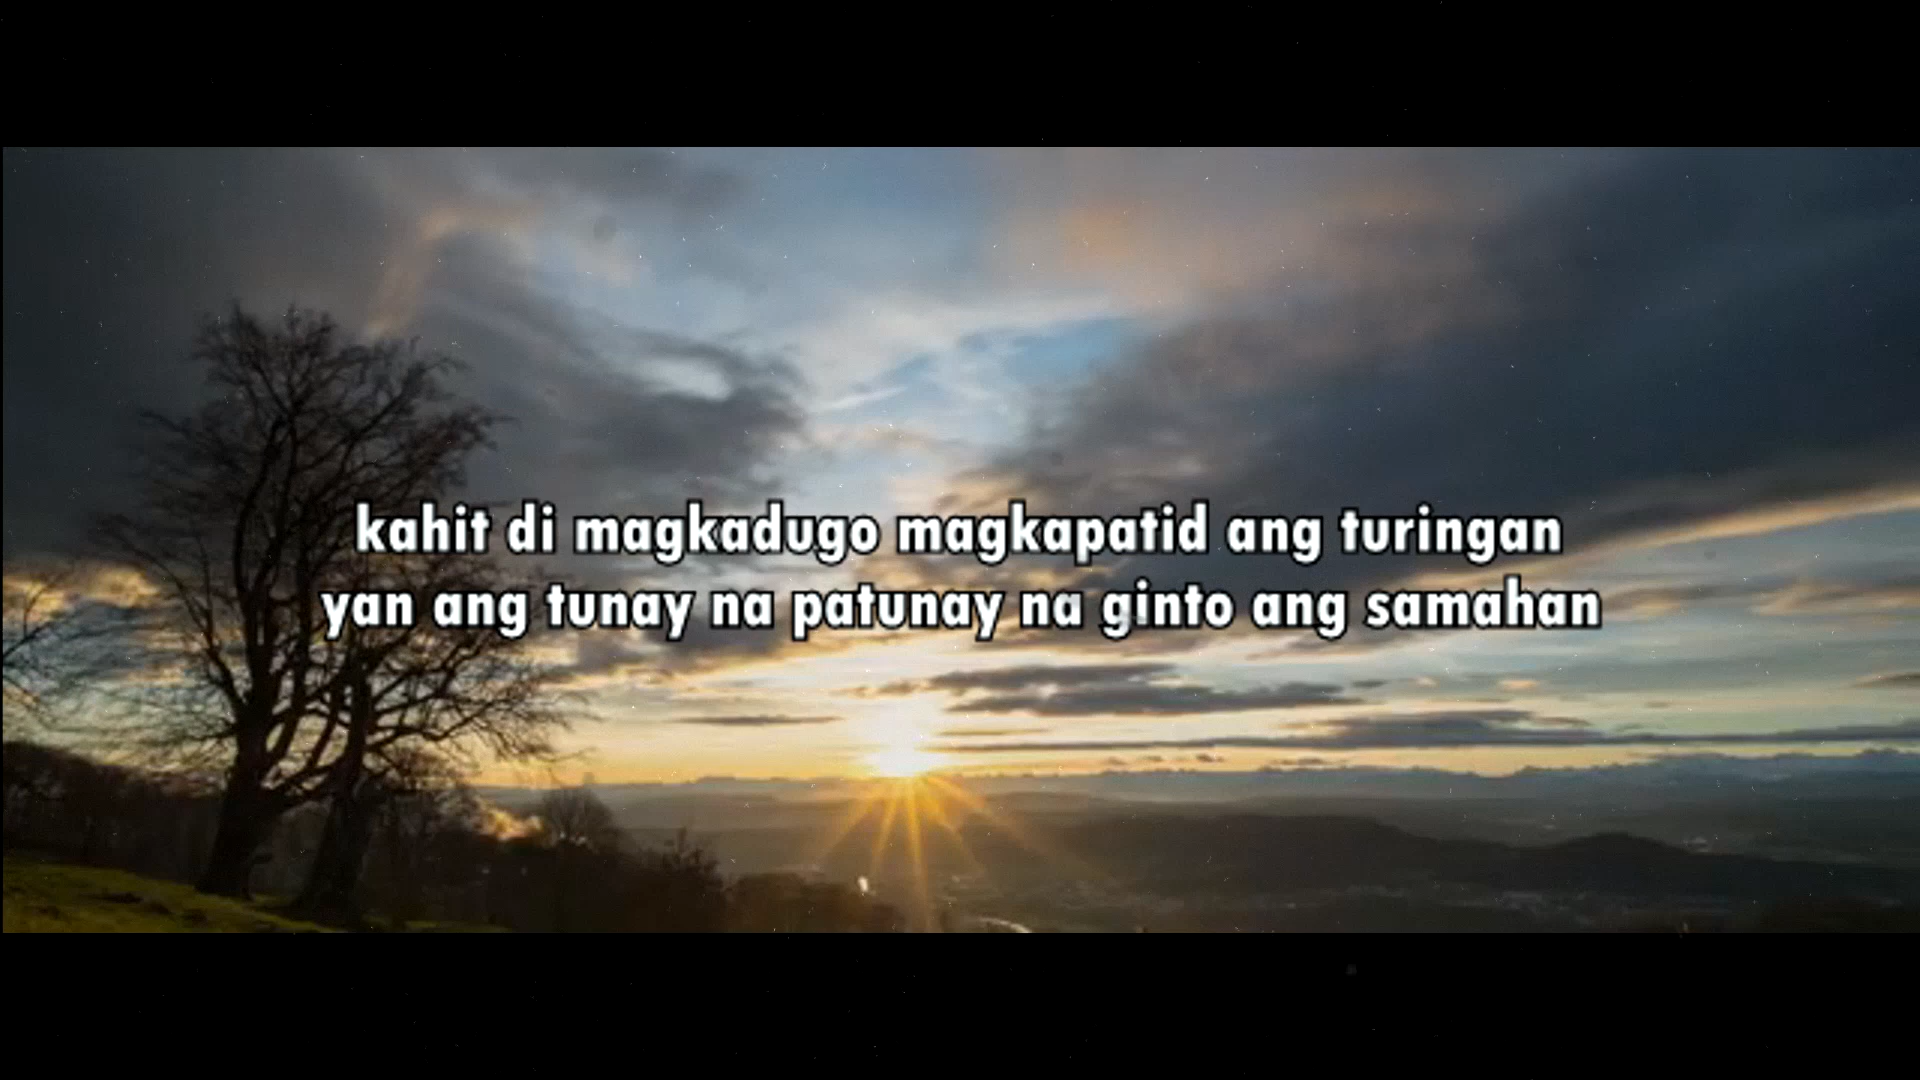 kahit di magkadugo magkapatid ang turingan
yan ang tunay na patunay na ginto ang samahan